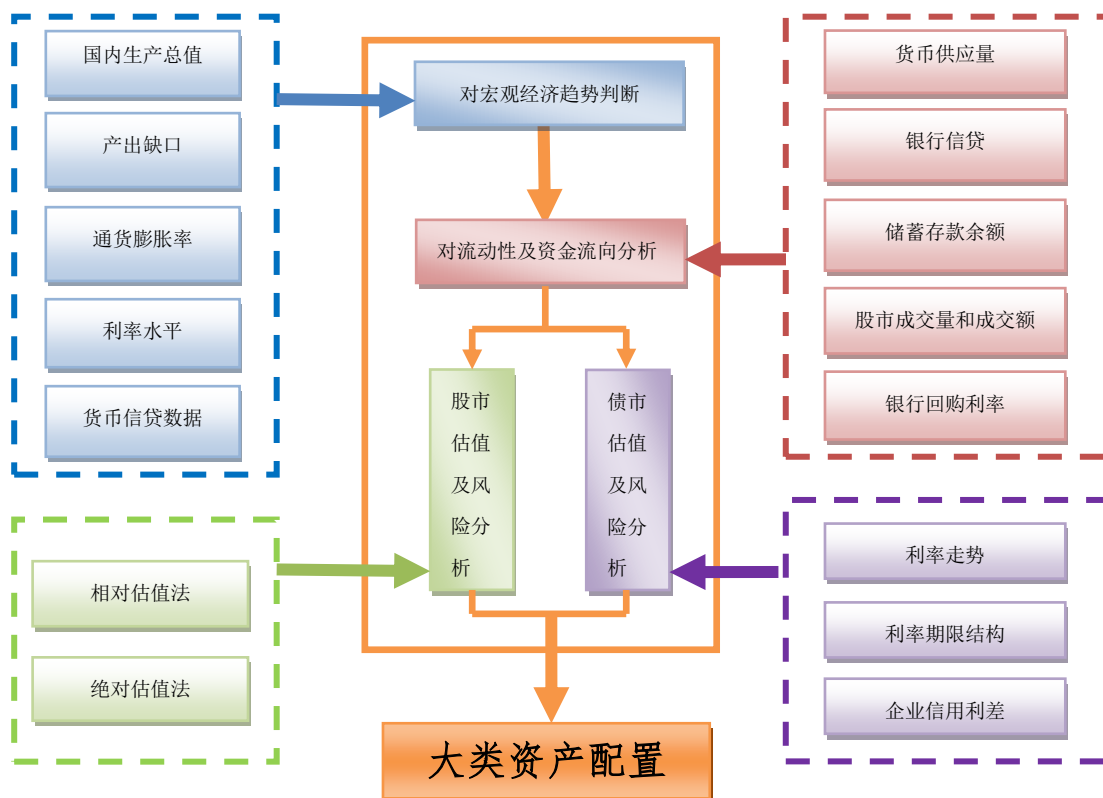 国内生产总值
产出缺口
通货膨胀率
利率水平
货币信贷数据
相对估值法
绝对估值法
对宏观经济趋势判断
对流动性及资金流向分析
股市
估值
及风
险分
析
债市
估值
及风
险分
析
大类资产配置
货币供应量
银行信贷
储蓄存款余额
股市成交量和成交额
银行回购利率
利率走势
利率期限结构
企业信用利差